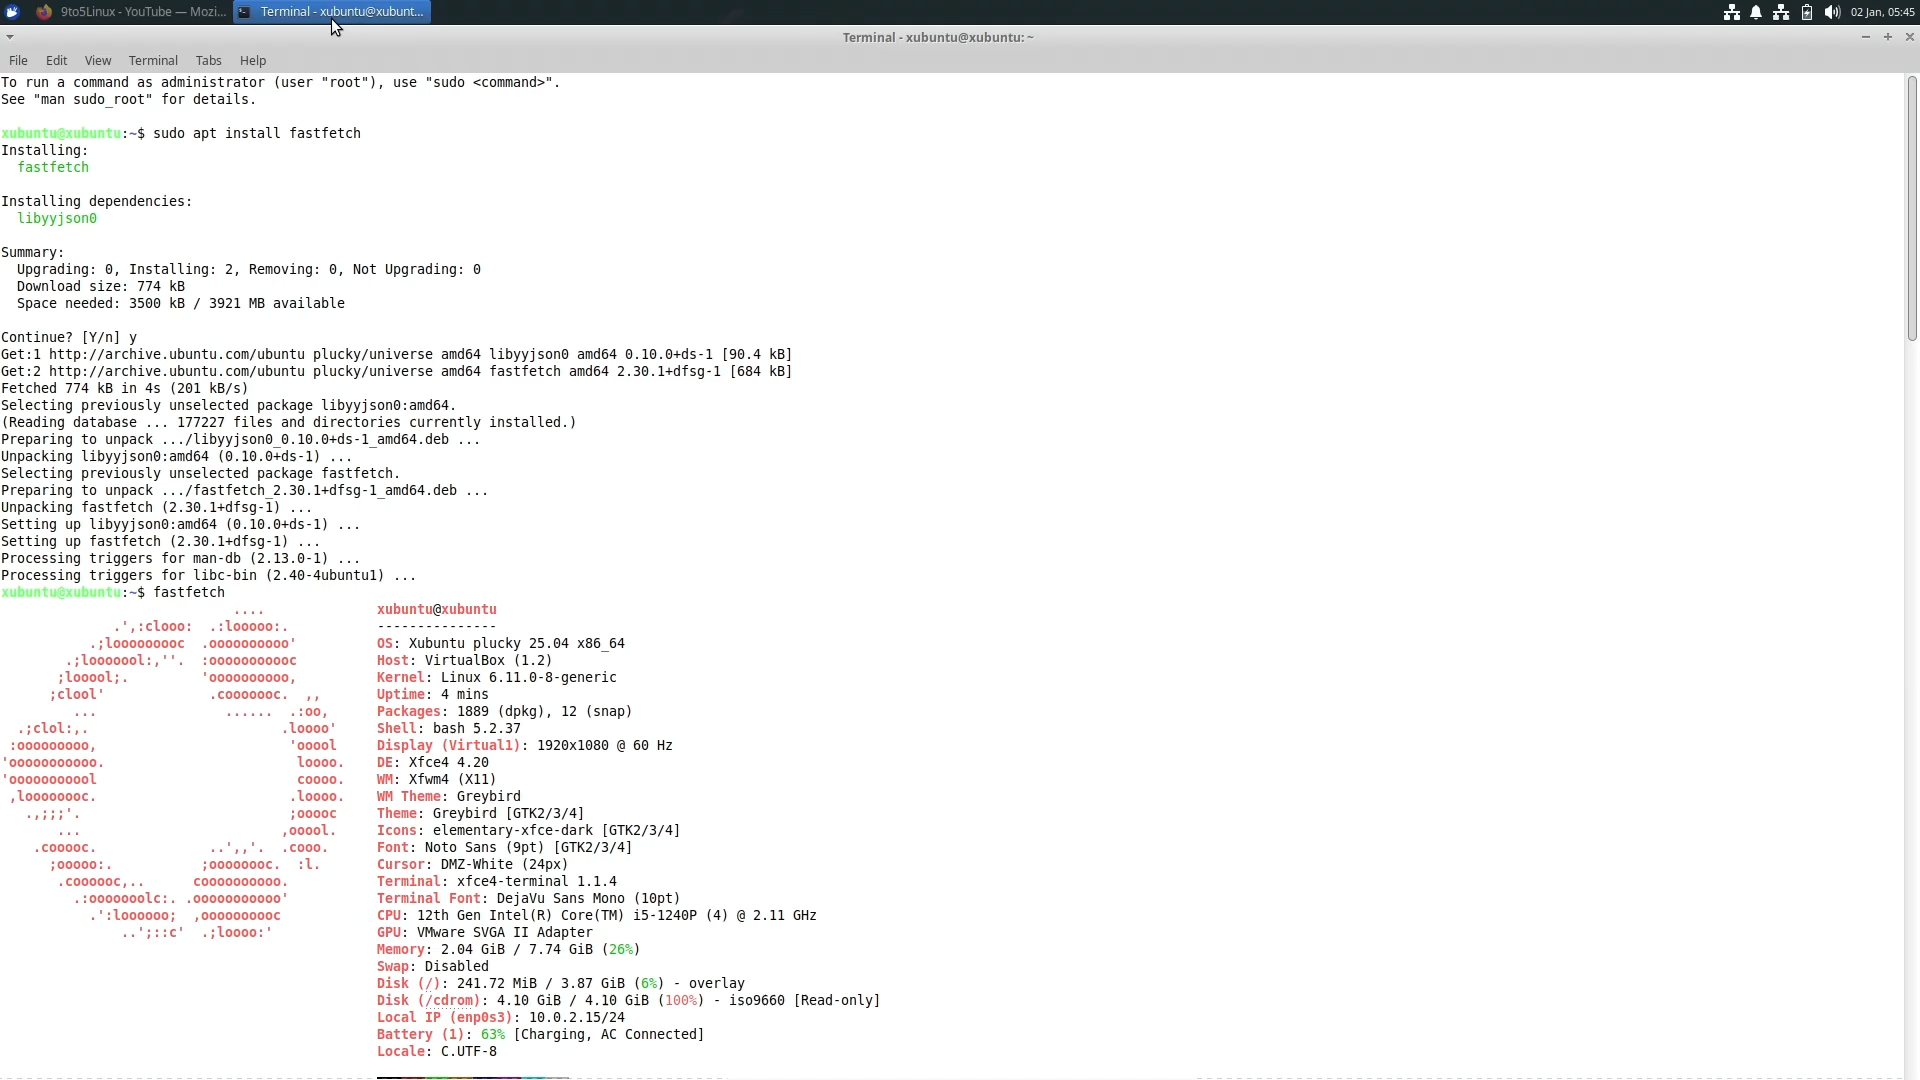 9to5Linux - YouTube — Mozi...
Terminal - xubuntu@xubunt...
02 Jan, 05:45
Terminal - xubuntu@xubuntu: ~
File Edit View Terminal Tabs Help
To run a command as administrator (user "root"), use "sudo <command>".
See "man sudo_root" for details.
xubuntu@xubuntu:~$ sudo apt install fastfetch
Installing:
fastfetch
Installing dependencies:
libyyjson0
Summary:
Upgrading: 0, Installing: 2, Removing: 0, Not Upgrading: 0
Download size: 774 kB
Space needed: 3500 kB / 3921 MB available
Continue? [Y/n] y
Get:1 http://archive.ubuntu.com/ubuntu plucky/universe amd64 libyyjson0 amd64 0.10.0+ds-1 [90.4 kB]
Get:2 http://archive.ubuntu.com/ubuntu plucky/universe amd64 fastfetch amd64 2.30.1+dfsg-1 [684 kB]
Fetched 774 kB in 4s (201 kB/s)
Selecting previously unselected package libyyjson0:amd64.
(Reading database ... 177227 files and directories currently installed.)
Preparing to unpack .../libyyjson0_0.10.0+ds-1_amd64.deb ...
Unpacking libyyjson0:amd64 (0.10.0+ds-1) ...
Selecting previously unselected package fastfetch.
Preparing to unpack .../fastfetch_2.30.1+dfsg-1_amd64.deb ...
Unpacking fastfetch (2.30.1+dfsg-1) ...
Setting up libyyjson0:amd64 (0.10.0+ds-1) ...
Setting up fastfetch (2.30.1+dfsg-1) ...
Processing triggers for man-db (2.13.0-1) ...
Processing triggers for libc-bin (2.40-4ubuntu1) ...
xubuntu@xubuntu:~$ fastfetch
xubuntu@xubuntu
---------------
OS: Xubuntu plucky 25.04 x86_64
Host: VirtualBox (1.2)
Kernel: Linux 6.11.0-8-generic
Uptime: 4 mins
Packages: 1889 (dpkg), 12 (snap)
Shell: bash 5.2.37
Display (Virtual1): 1920x1080 @ 60 Hz
DE: Xfce4 4.20
WM: Xfwm4 (X11)
WM Theme: Greybird
Theme: Greybird [GTK2/3/4]
Icons: elementary-xfce-dark [GTK2/3/4]
Font: Noto Sans (9pt) [GTK2/3/4]
Cursor: DMZ-White (24px)
Terminal: xfce4-terminal 1.1.4
Terminal Font: DejaVu Sans Mono (10pt)
CPU: 12th Gen Intel(R) Core(TM) i5-1240P (4) @ 2.11 GHz
GPU: VMware SVGA II Adapter
Memory: 2.04 GiB / 7.74 GiB (26%)
Swap: Disabled
Disk (/): 241.72 MiB / 3.87 GiB (6%) - overlay
Disk (/cdrom): 4.10 GiB / 4.10 GiB (100%) - iso9660 [Read-only]
Local IP (enp0s3): 10.0.2.15/24
Battery (1): 63% [Charging, AC Connected]
Locale: C.UTF-8